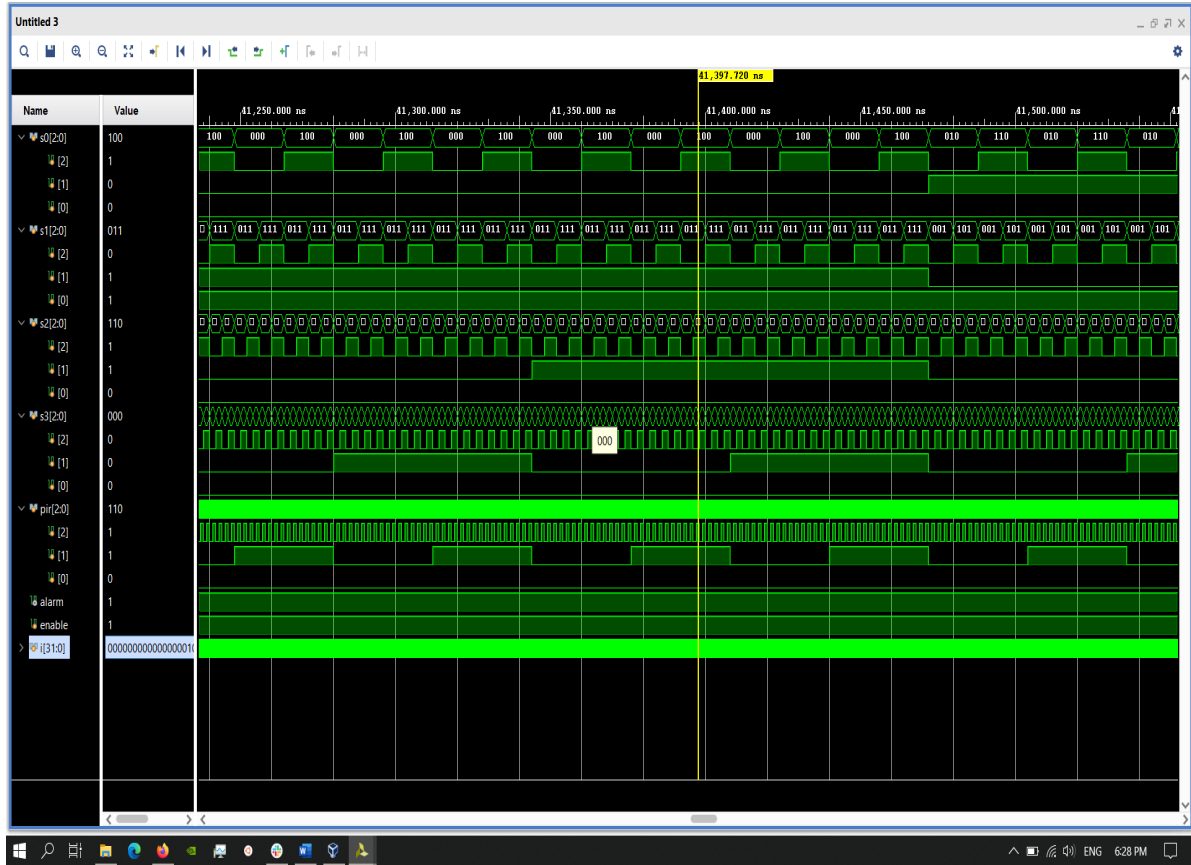 Untitled 3
41,397.720 ns
Name Value
41,250.000 ns 41,300.000 ns 41,350.000 ns 41,400.000 ns 41,450.000 ns 41,500.000 ns
s0[2:0] 100 100 000 100 000 100 000 100 000 100 000 100 000 100 000 100 010 110 010 110 010
[2] 1
[1] 0
[0] 0
s1[2:0] 011 111 011 111 011 111 011 111 011 111 011 111 011 111 011 111 011 111 011 111 011 111 011 111 011 111 011 111 001 101 001 101 001 101 001 101 001 101
[2] 0
[1] 1
[0] 1
s2[2:0] 110
[2] 1
[1] 1
[0] 0
s3[2:0] 000
[2] 0
000
[1] 0
[0] 0
pir[2:0] 110
[2] 1
[1] 1
[0] 0
alarm 1
enable 1
i[31:0]
ENG 6:28 PM